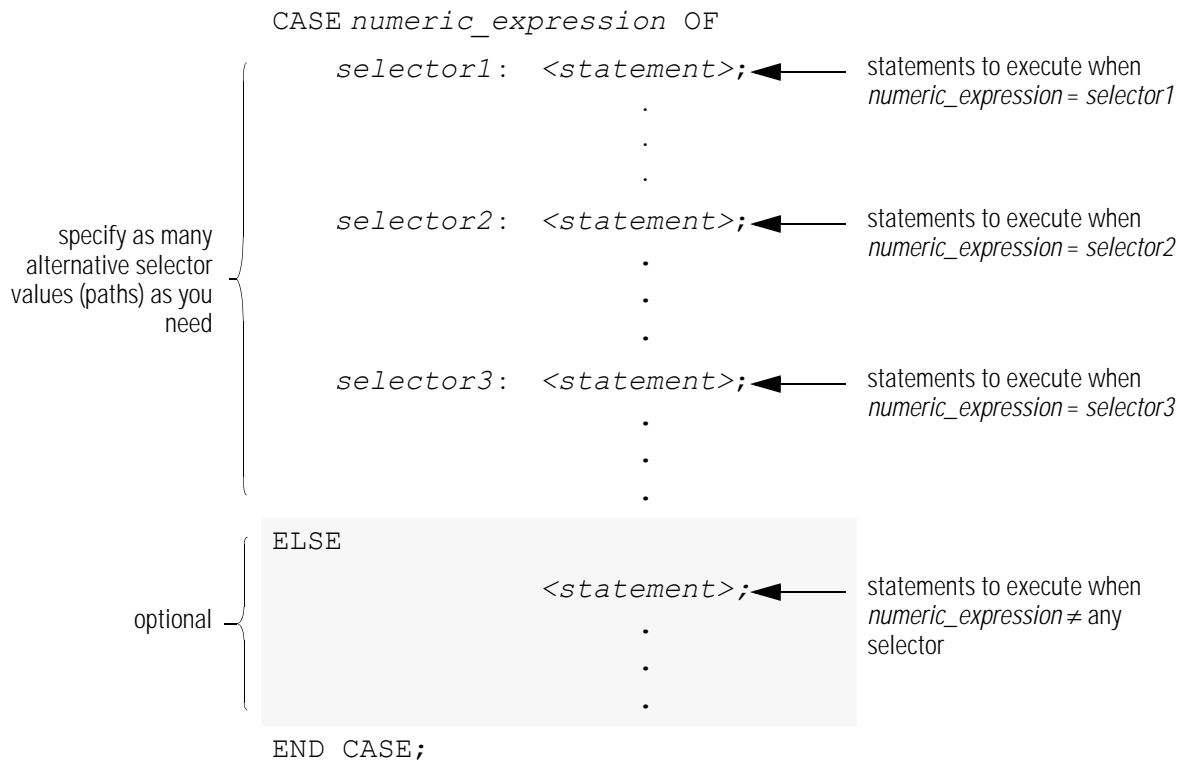 CASE numeric_expression OF
selector1: <statement>;
statements to execute when
numeric_expression = selector1
.
.
.
specify as many
alternative selector
values (paths) as you
need
selector2: <statement>;
statements to execute when
numeric_expression = selector2
.
.
.
selector3: <statement>;
statements to execute when
numeric_expression = selector3
.
.
.
optional
ELSE
<statement>;
statements to execute when
numeric_expression ≠ any
selector
.
.
.
END CASE;